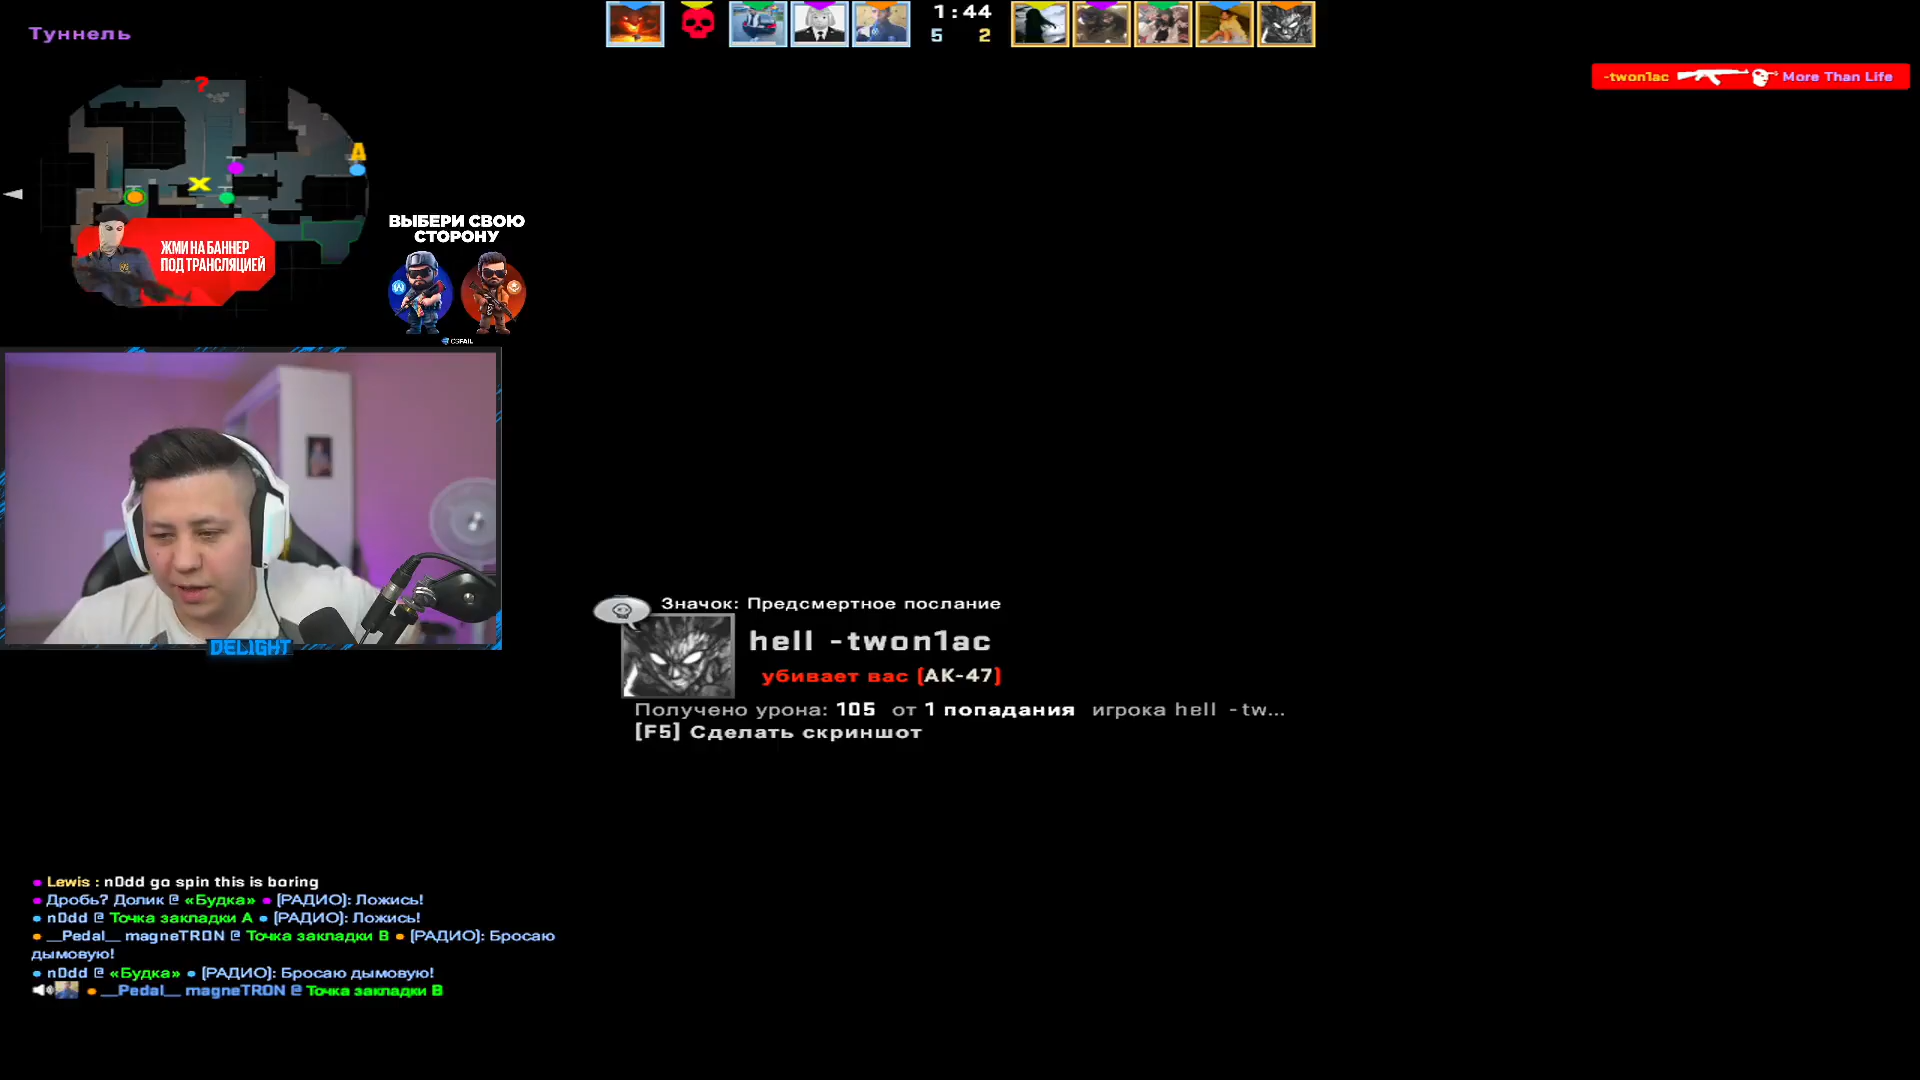 Туннель
1:44
5 2
-twon1ac More Than Life
?
A
ВЫБЕРИ СВОЮ
СТОРОНУ
ЖМИ НА БАННЕР
ПОД ТРАНСЛЯЦИЕЙ
CSFAIL
DELIGHT
Значок: Предсмертное послание
hell -twon1ac
убивает вас [AK-47]
Получено урона: 105 от 1 попадания игрока hell -tw...
[F5] Сделать скриншот
Lewis : n0dd go spin this is boring
Дробь? Долик @ «Будка» [РАДИО]: Ложись!
n0dd @ Точка закладки A [РАДИО]: Ложись!
__Pedal__ magneTRON @ Точка закладки B [РАДИО]: Бросаю
дымовую!
n0dd @ «Будка» [РАДИО]: Бросаю дымовую!
__Pedal__ magneTRON @ Точка закладки B